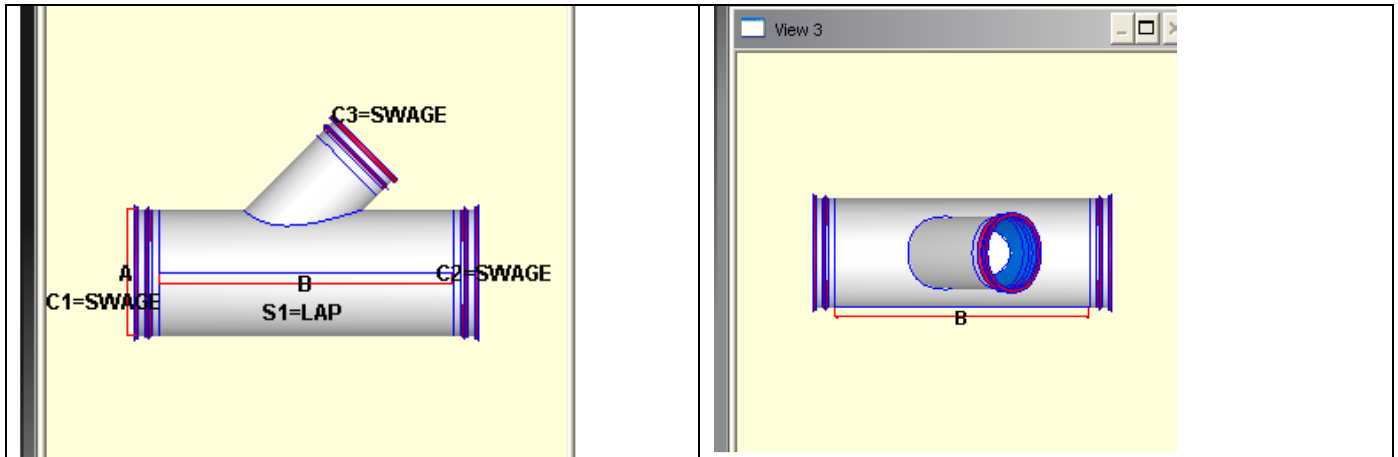 C3=SWAGE
A
C2=SWAGE
B
C1=SWAGE
S1=LAP
View 3
B